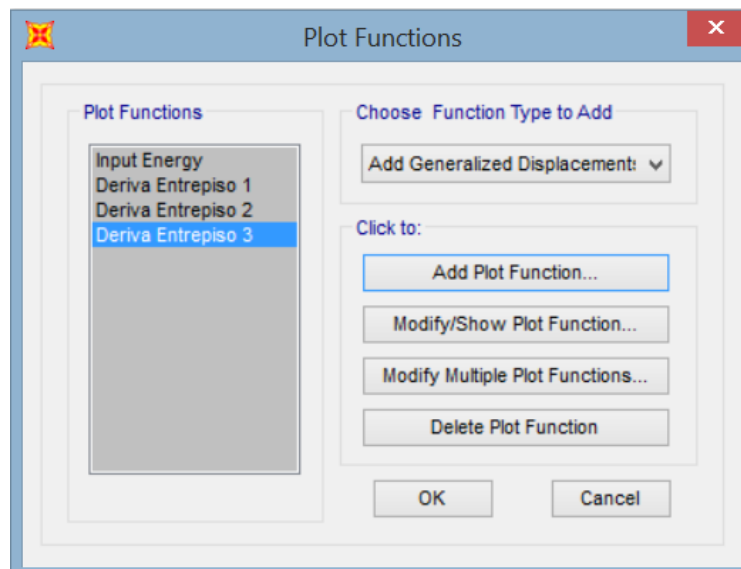 Plot Functions
Plot Functions
Input Energy
Deriva Entrepiso 1
Deriva Entrepiso 2
Deriva Entrepiso 3
Choose Function Type to Add
Add Generalized Displacements
Click to:
Add Plot Function...
Modify/Show Plot Function...
Modify Multiple Plot Functions...
Delete Plot Function
OK
Cancel